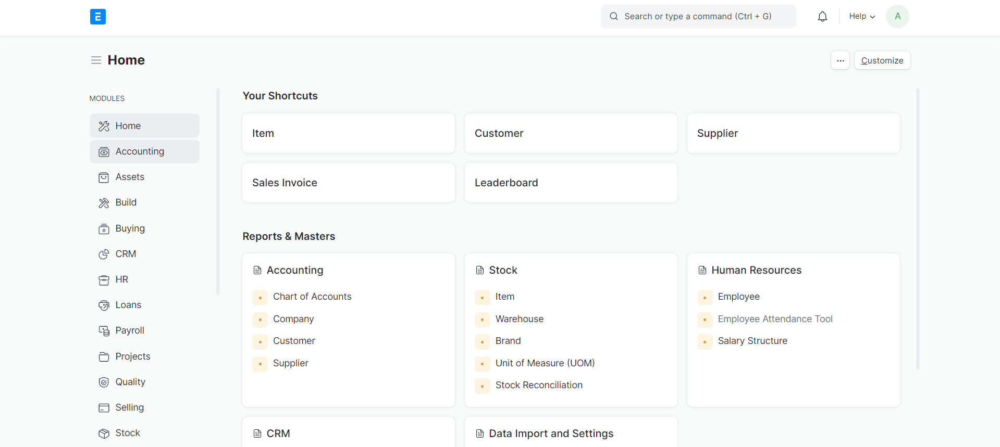 E
Search or type a command (Ctrl + G)
Help
A
Home
...
Customize
MODULES
Home
Accounting
Assets
Build
Buying
CRM
HR
Loans
Payroll
Projects
Quality
Selling
Stock
Your Shortcuts
Item
Customer
Supplier
Sales Invoice
Leaderboard
Reports & Masters
Accounting
Chart of Accounts
Company
Customer
Supplier
Stock
Item
Warehouse
Brand
Unit of Measure (UOM)
Stock Reconciliation
Human Resources
Employee
Employee Attendance Tool
Salary Structure
CRM
Data Import and Settings